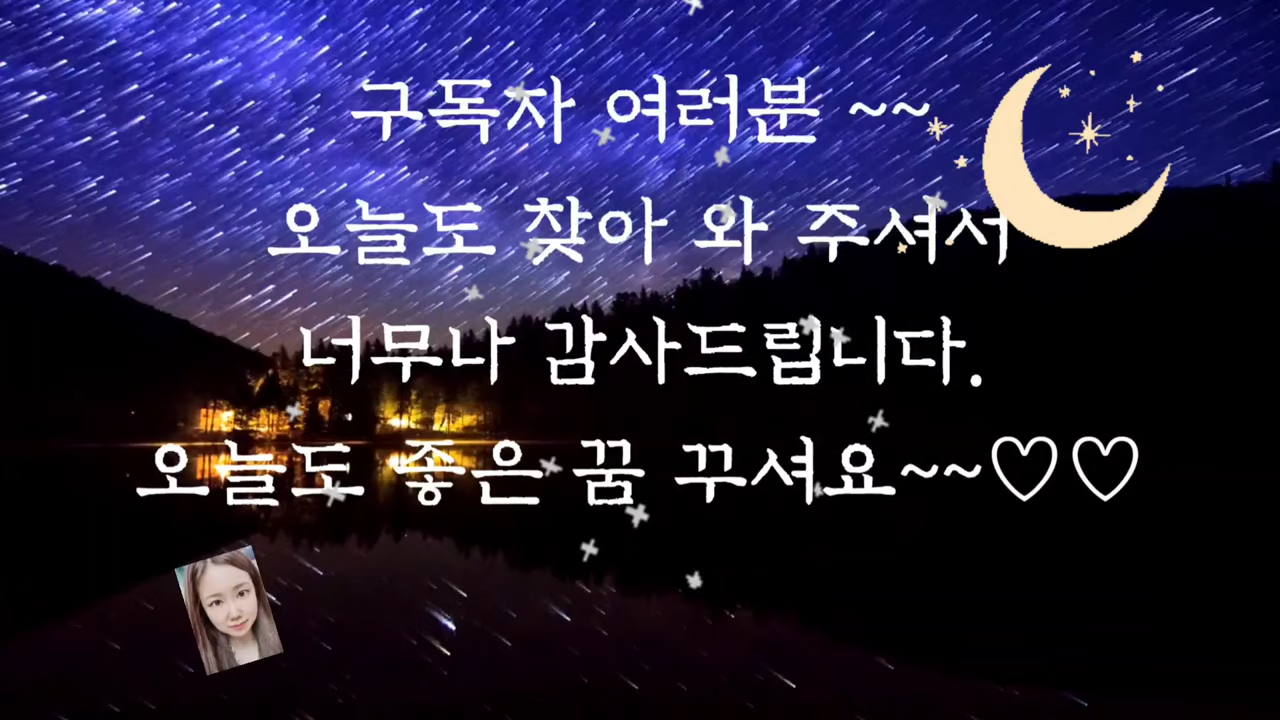 구독자 여러분 ~~
오늘도 찾아 와 주셔서
너무나 감사드립니다.
오늘도 좋은 꿈 꾸셔요~~♡♡